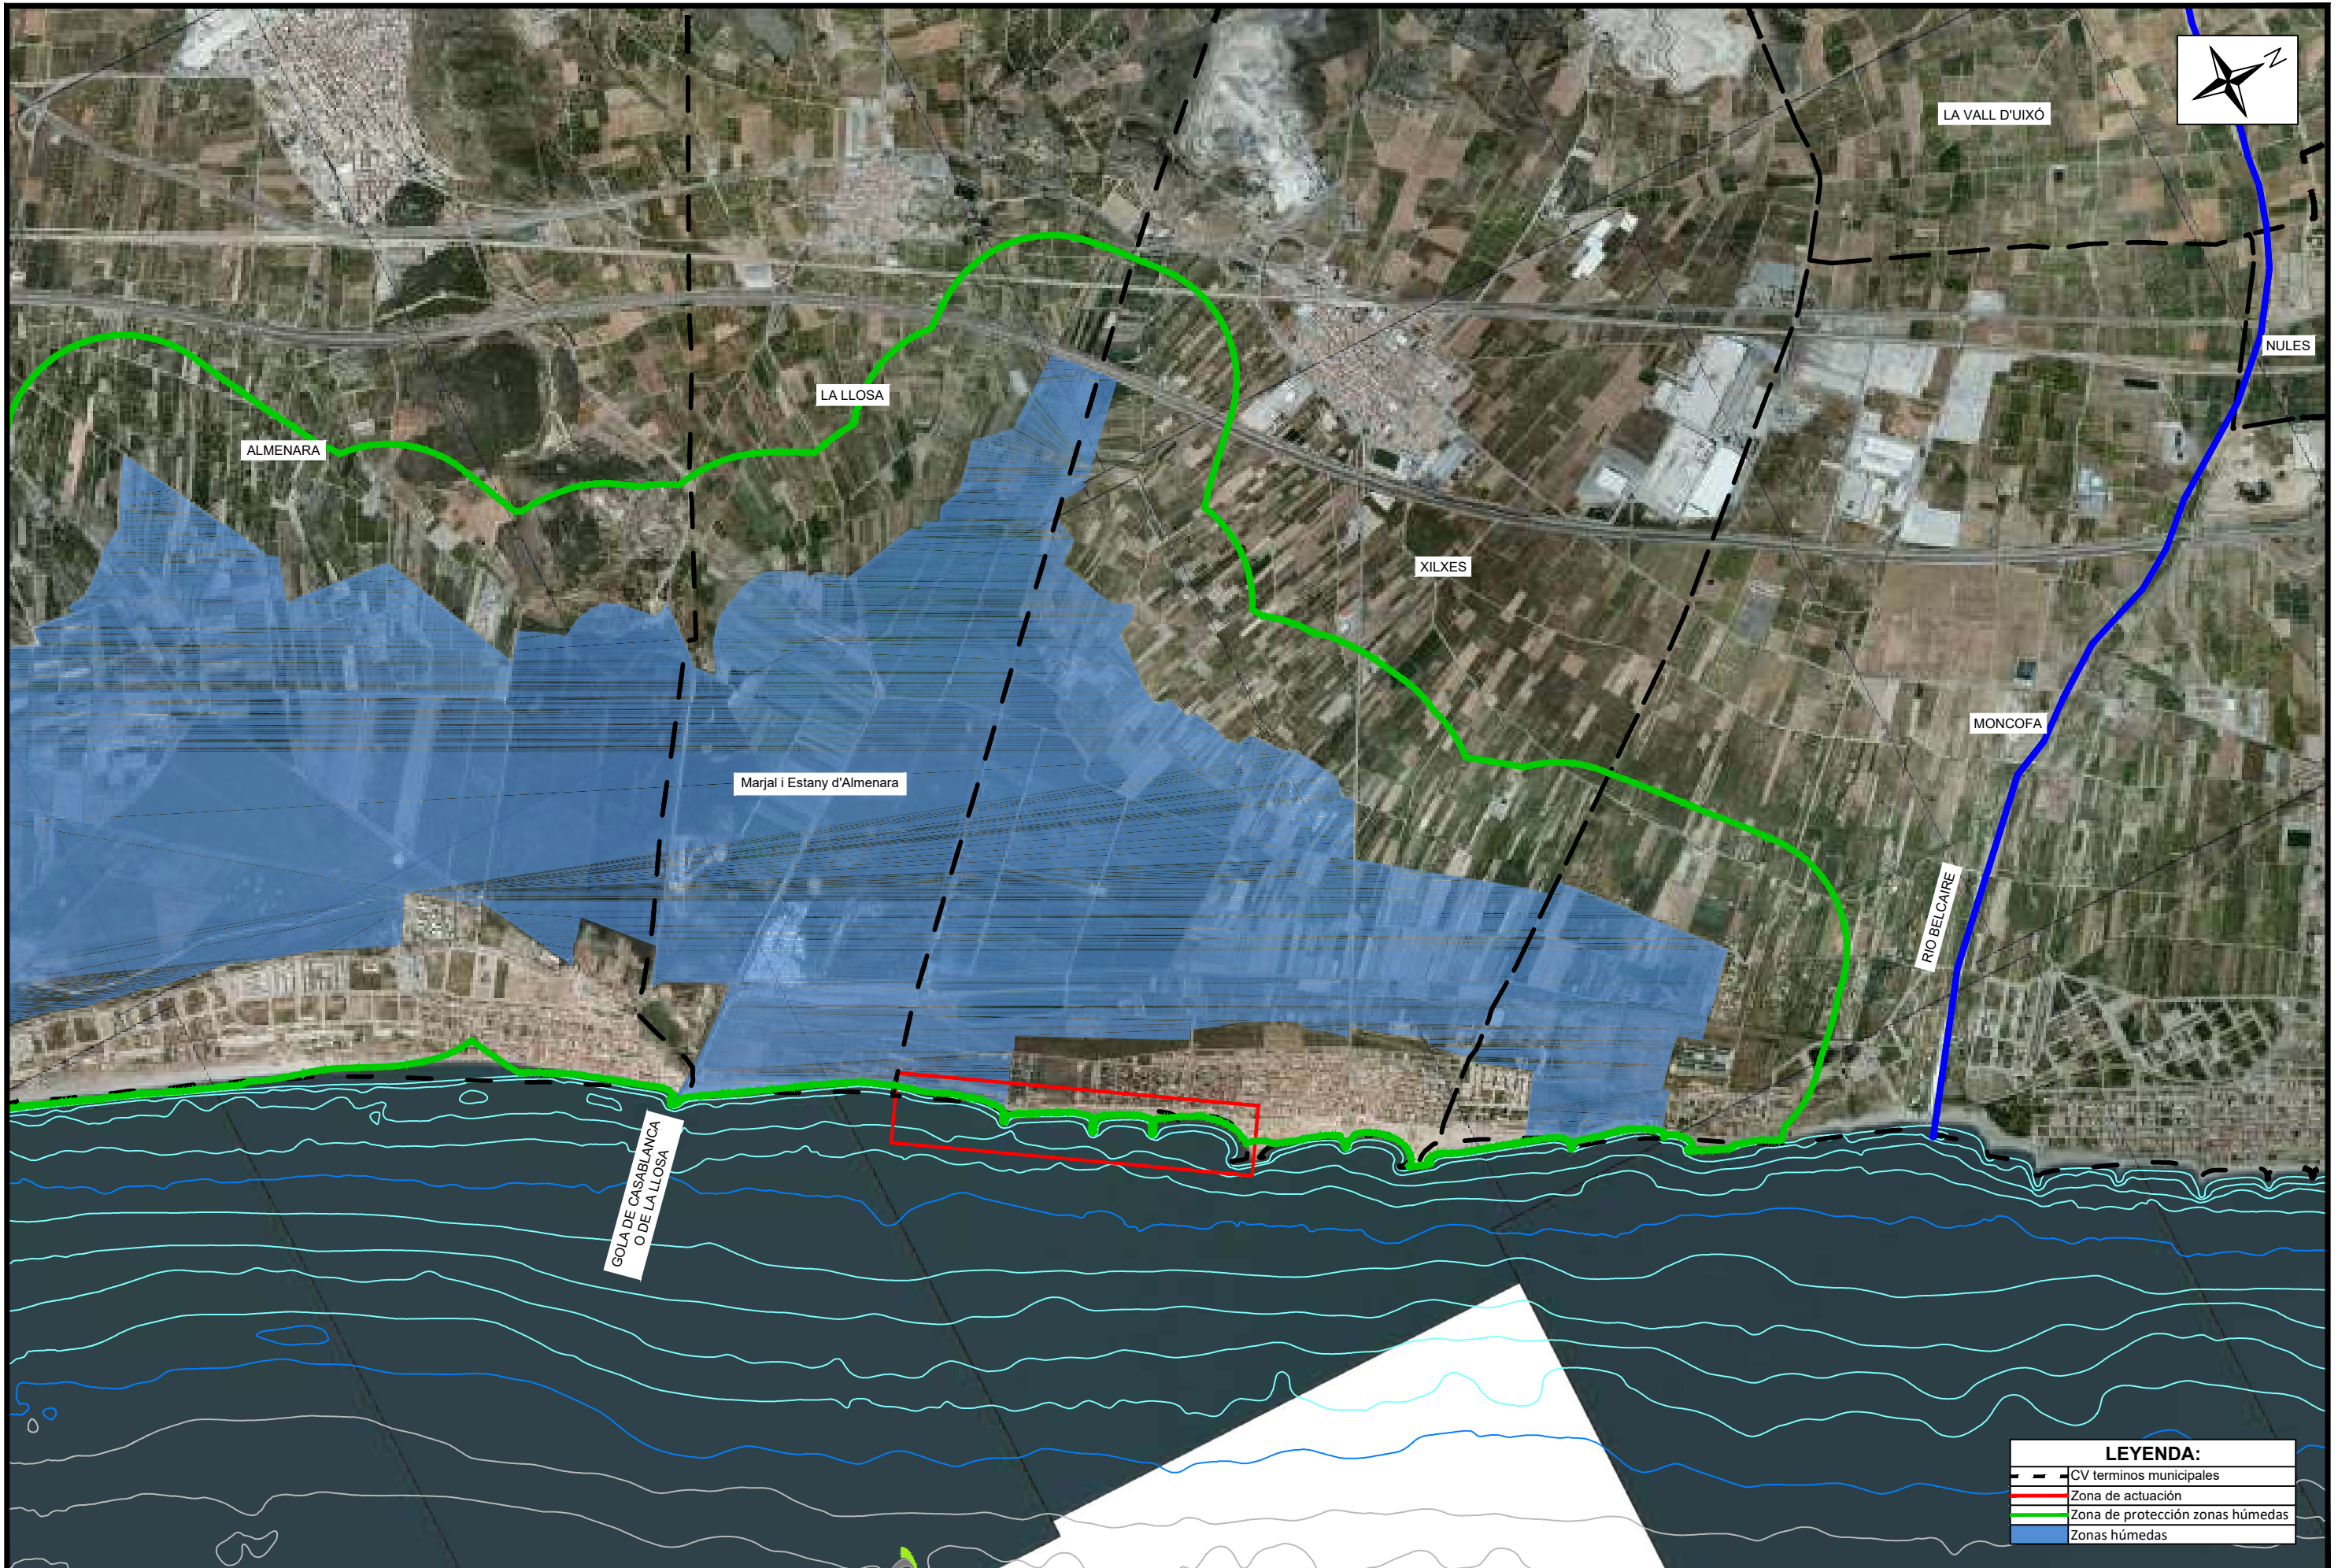 N
LA VALL D'UIXÓ
NULES
LA LLOSA
ALMENARA
XILXES
MONCOFA
Marjal i Estany d'Almenara
RIO BELCAIRE
GOLA DE CASABLANCA
O DE LA LLOSA
LEYENDA:
CV terminos municipales
Zona de actuación
Zona de protección zonas húmedas
Zonas húmedas